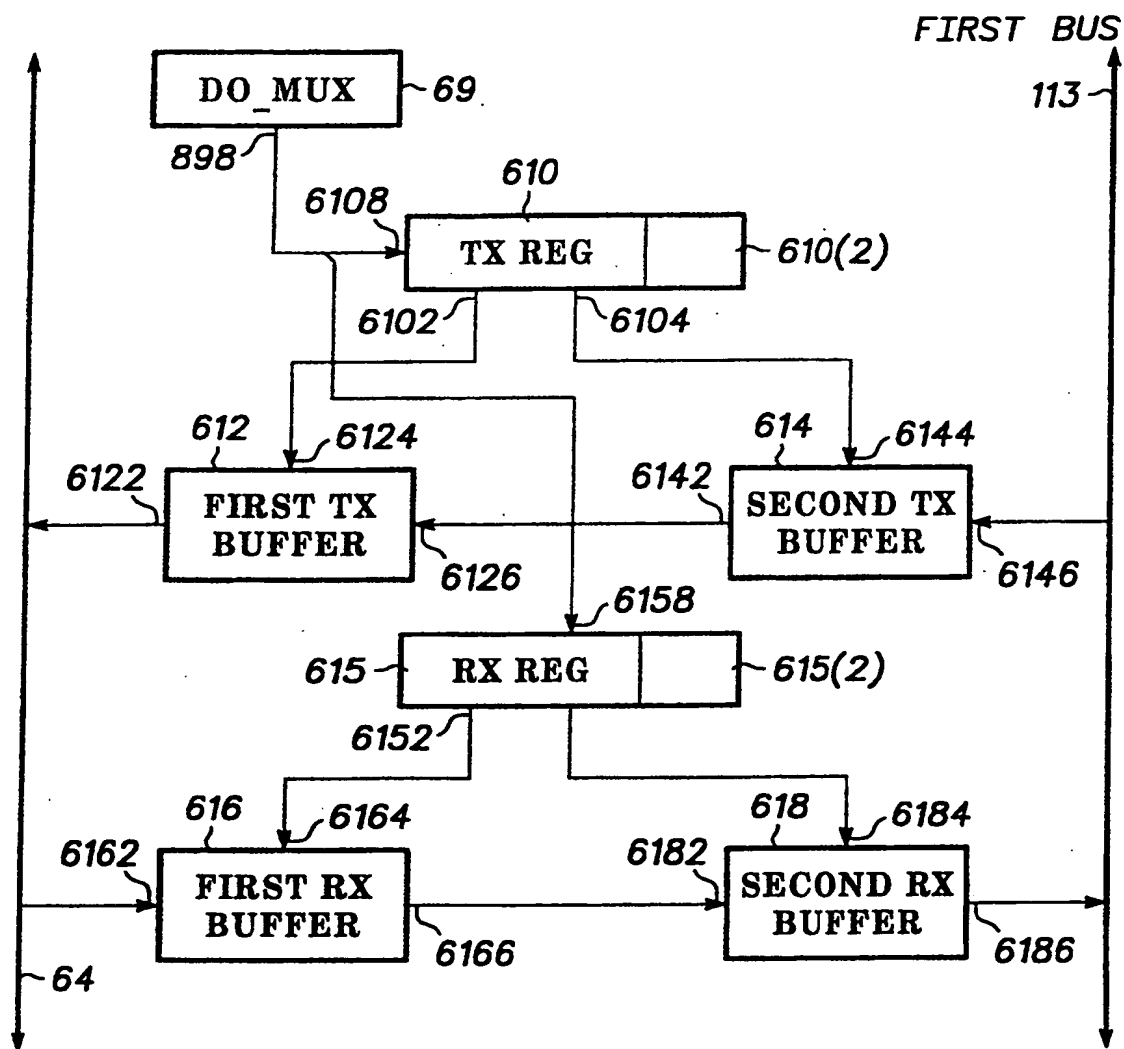 FIRST BUS
DO_MUX
69
113
898
610
6108
TX REG
610(2)
6102
6104
612
6124
614
6144
6122
6142
FIRST TX
BUFFER
SECOND TX
BUFFER
6126
6146
6158
615
RX REG
615(2)
6152
616
6164
618
6184
6162
6182
FIRST RX
BUFFER
SECOND RX
BUFFER
6166
6186
64